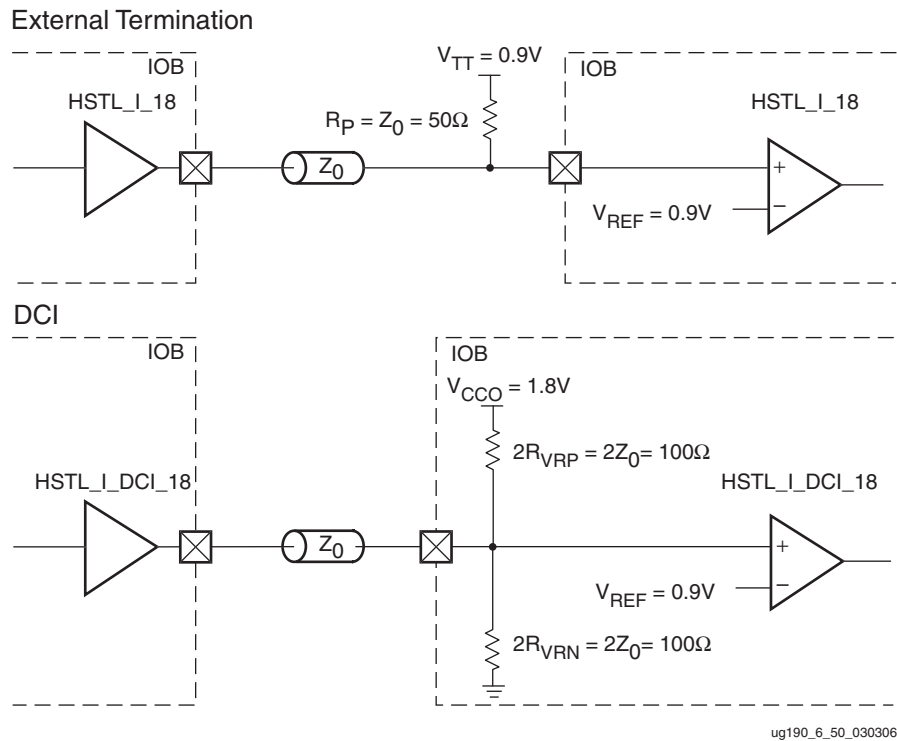 External Termination
IOB
HSTL_I_18
V_TT = 0.9V
R_P = Z_0 = 50Ω
Z_0
IOB
HSTL_I_18
+
−
V_REF = 0.9V
DCI
IOB
HSTL_I_DCI_18
Z_0
IOB
V_CCO = 1.8V
2R_VRP = 2Z_0= 100Ω
HSTL_I_DCI_18
+
−
V_REF = 0.9V
2R_VRN = 2Z_0= 100Ω
ug190_6_50_030306